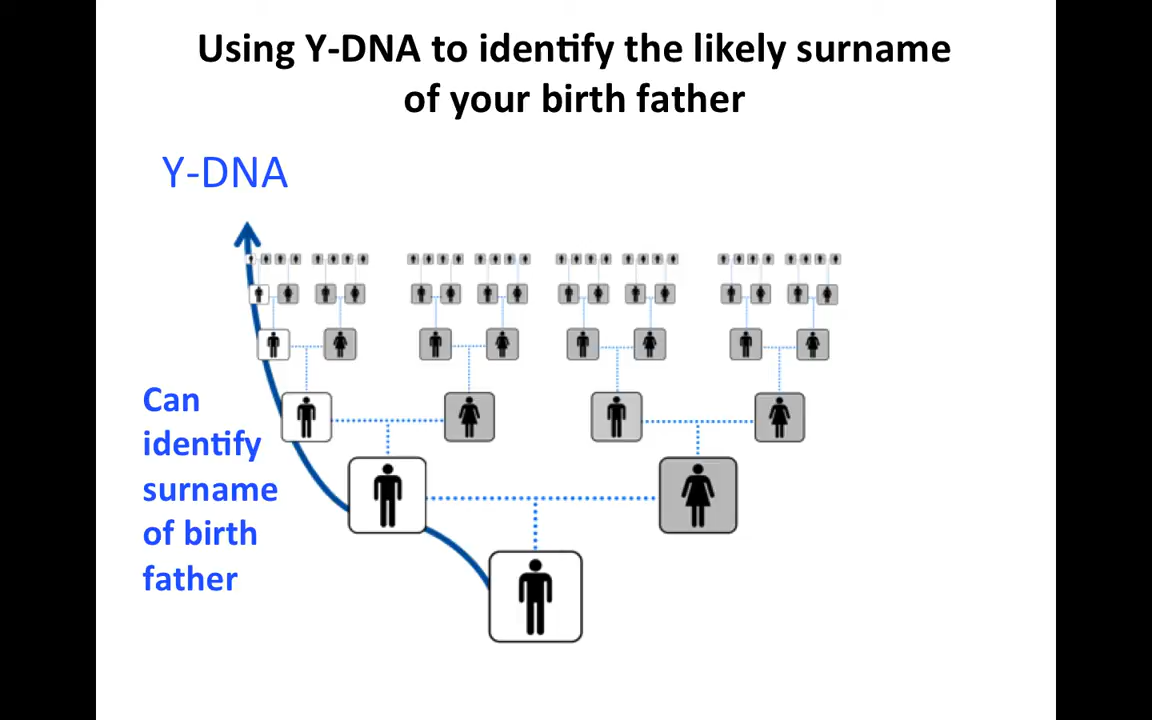 Using Y-DNA to identify the likely surname
of your birth father
Y-DNA
Can
identify
surname
of birth
father